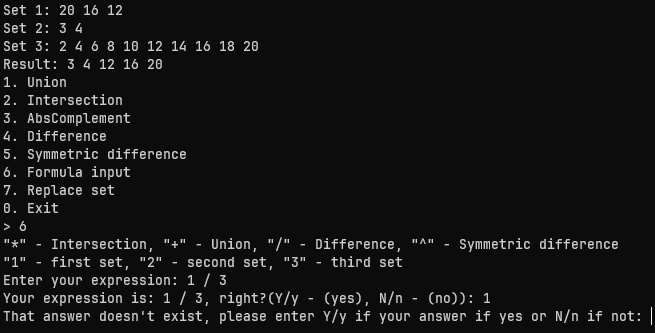 Set 1: 20 16 12
Set 2: 3 4
Set 3: 2 4 6 8 10 12 14 16 18 20
Result: 3 4 12 16 20
1. Union
2. Intersection
3. AbsComplement
4. Difference
5. Symmetric difference
6. Formula input
7. Replace set
0. Exit
> 6
"*" - Intersection, "+" - Union, "/" - Difference, "^" - Symmetric difference
"1" - first set, "2" - second set, "3" - third set
Enter your expression: 1 / 3
Your expression is: 1 / 3, right?(Y/y - (yes), N/n - (no)): 1
That answer doesn't exist, please enter Y/y if your answer if yes or N/n if not: